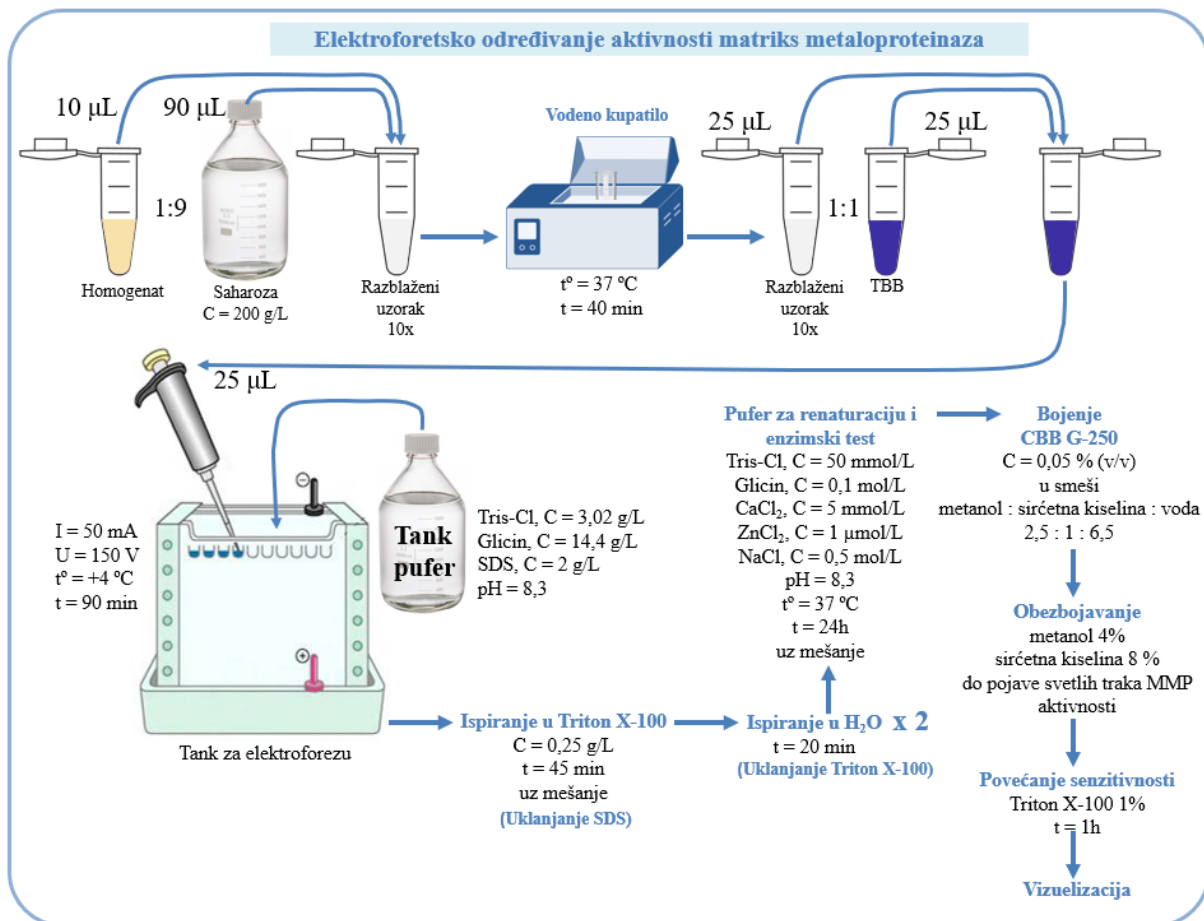 Elektroforetsko određivanje aktivnosti matriks metaloproteinaza
10 μL
90 μL
1:9
Homogenat
Saharoza
C = 200 g/L
Razblaženi
uzorak
10x
Vodeno kupatilo
tº = 37 ºC
t = 40 min
25 μL
25 μL
1:1
Razblaženi
uzorak
10x
TBB
25 μL
I = 50 mA
U = 150 V
tº = +4 ºC
t = 90 min
Tank
pufer
Tris-Cl, C = 3,02 g/L
Glicin, C = 14,4 g/L
SDS, C = 2 g/L
pH = 8,3
Tank za elektroforezu
Ispiranje u Triton X-100
C = 0,25 g/L
t = 45 min
uz mešanje
(Uklanjanje SDS)
Ispiranje u H₂O x 2
t = 20 min
(Uklanjanje Triton X-100)
Pufer za renaturaciju i
enzimski test
Tris-Cl, C = 50 mmol/L
Glicin, C = 0,1 mol/L
CaCl₂, C = 5 mmol/L
ZnCl₂, C = 1 μmol/L
NaCl, C = 0,5 mol/L
pH = 8,3
tº = 37 ºC
t = 24h
uz mešanje
Bojenje
CBB G-250
C = 0,05 % (v/v)
u smeši
metanol : sirćetna kiselina : voda
2,5 : 1 : 6,5
Obezbojavanje
metanol 4%
sirćetna kiselina 8 %
do pojave svetlih traka MMP
aktivnosti
Povećanje senzitivnosti
Triton X-100 1%
t = 1h
Vizuelizacija